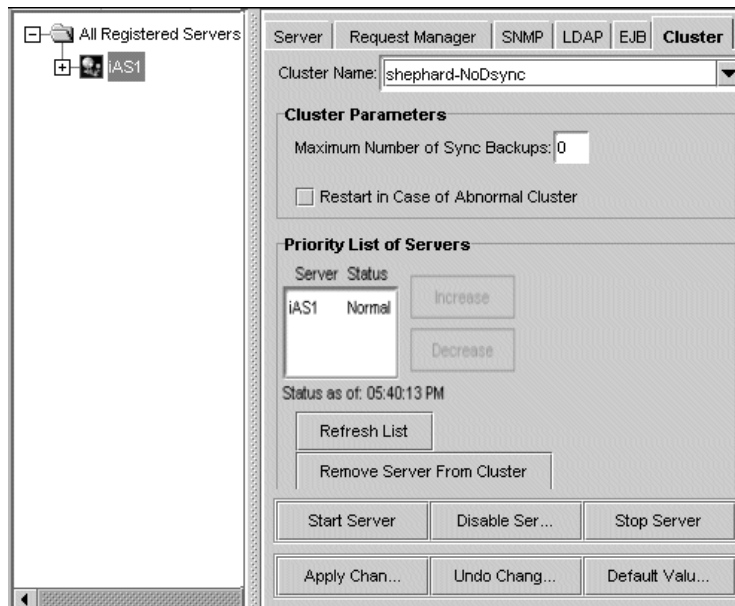 All Registered Servers
iAS1
Server Request Manager SNMP LDAP EJB Cluster
Cluster Name: shephard-NoDsync
Cluster Parameters
Maximum Number of Sync Backups: 0
Restart in Case of Abnormal Cluster
Priority List of Servers
Server Status
iAS1 Normal
Increase
Decrease
Status as of: 05:40:13 PM
Refresh List
Remove Server From Cluster
Start Server Disable Ser... Stop Server
Apply Chan... Undo Chang... Default Valu...